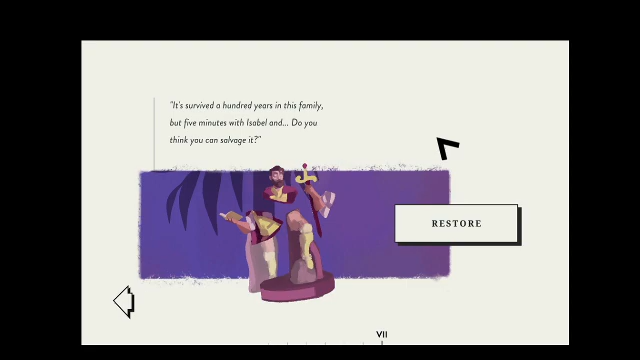 "It's survived a hundred years in this family,
but five minutes with Isabel and... Do you
think you can salvage it?"
RESTORE
VII